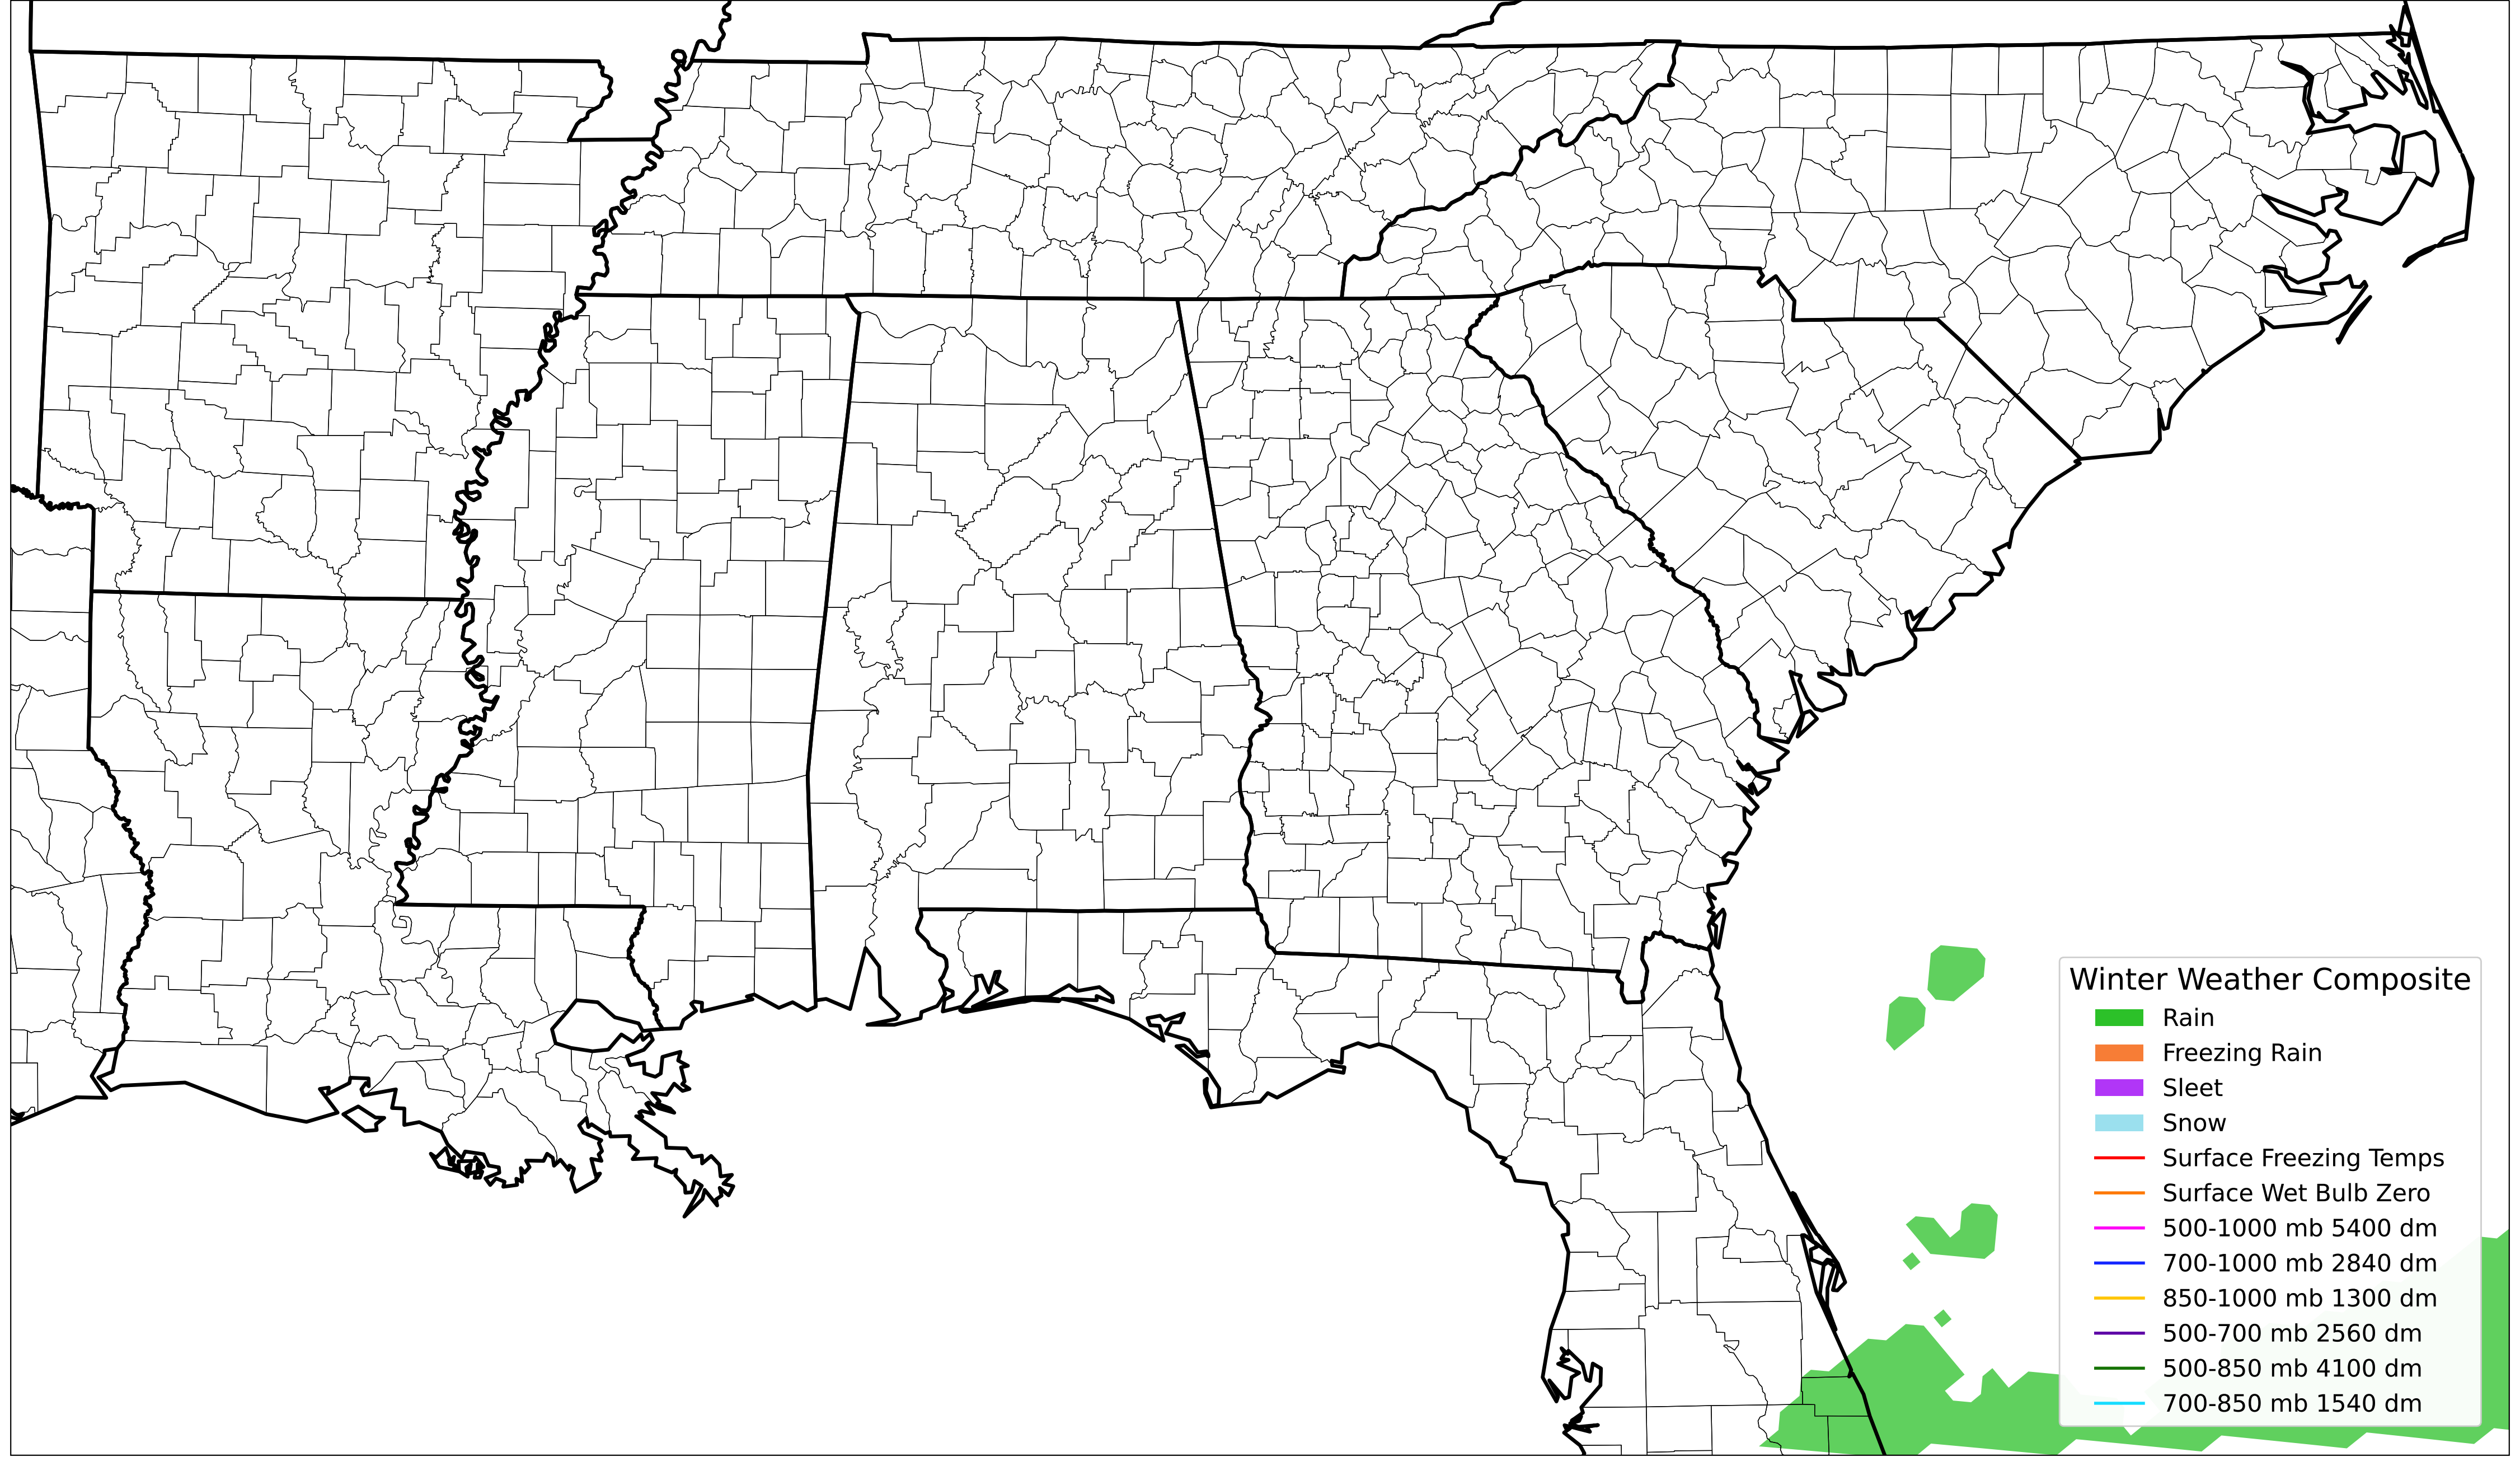 Winter Weather Composite
Rain
Freezing Rain
Sleet
Snow
Surface Freezing Temps
Surface Wet Bulb Zero
500-1000 mb 5400 dm
700-1000 mb 2840 dm
850-1000 mb 1300 dm
500-700 mb 2560 dm
500-850 mb 4100 dm
700-850 mb 1540 dm